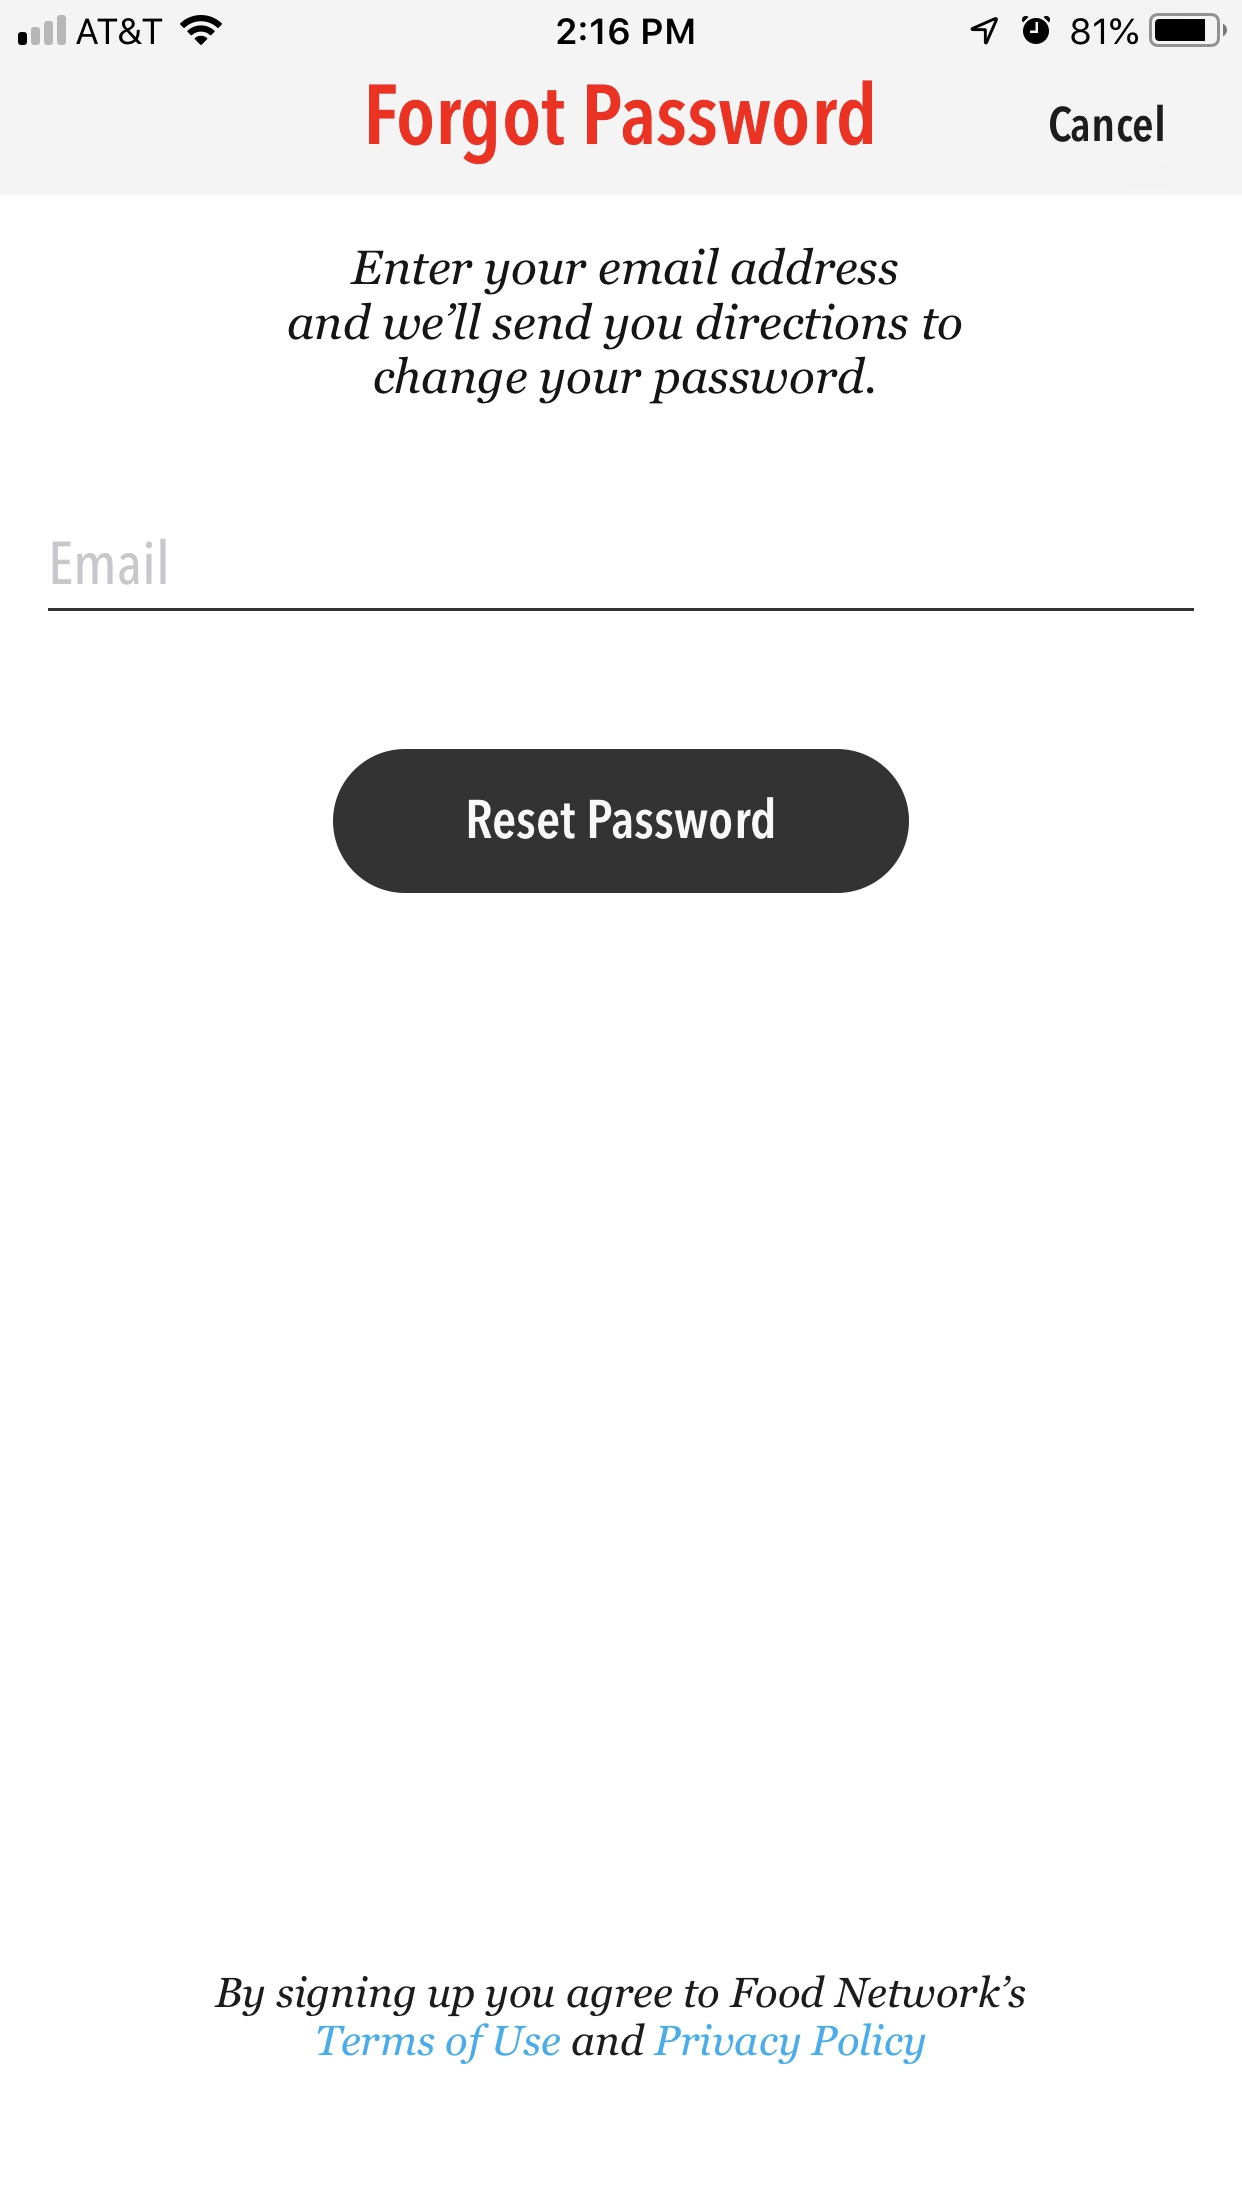 AT&T 2:16 PM 81%
Forgot Password Cancel
Enter your email address
and we’ll send you directions to
change your password.
Email
Reset Password
By signing up you agree to Food Network’s
Terms of Use and Privacy Policy